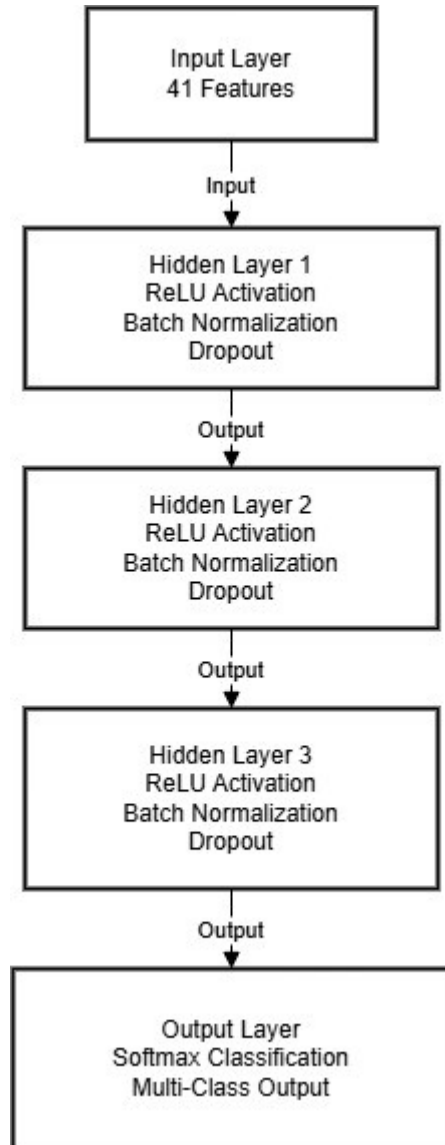 Input Layer
41 Features
Input
Hidden Layer 1
ReLU Activation
Batch Normalization
Dropout
Output
Hidden Layer 2
ReLU Activation
Batch Normalization
Dropout
Output
Hidden Layer 3
ReLU Activation
Batch Normalization
Dropout
Output
Output Layer
Softmax Classification
Multi-Class Output